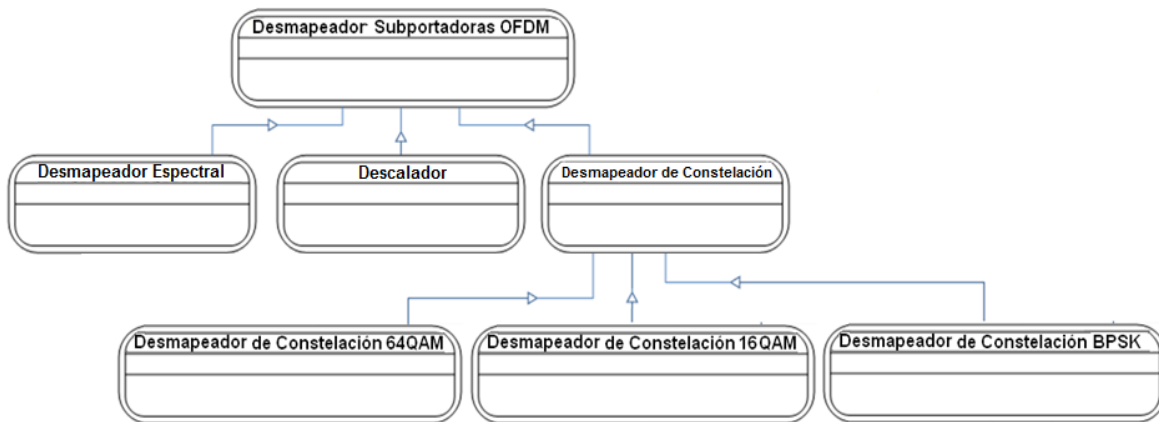 Desmapeador Subportadoras OFDM
Desmapeador Espectral
Descalador
Desmapeador de Constelación
Desmapeador de Constelación 64QAM
Desmapeador de Constelación 16QAM
Desmapeador de Constelación BPSK